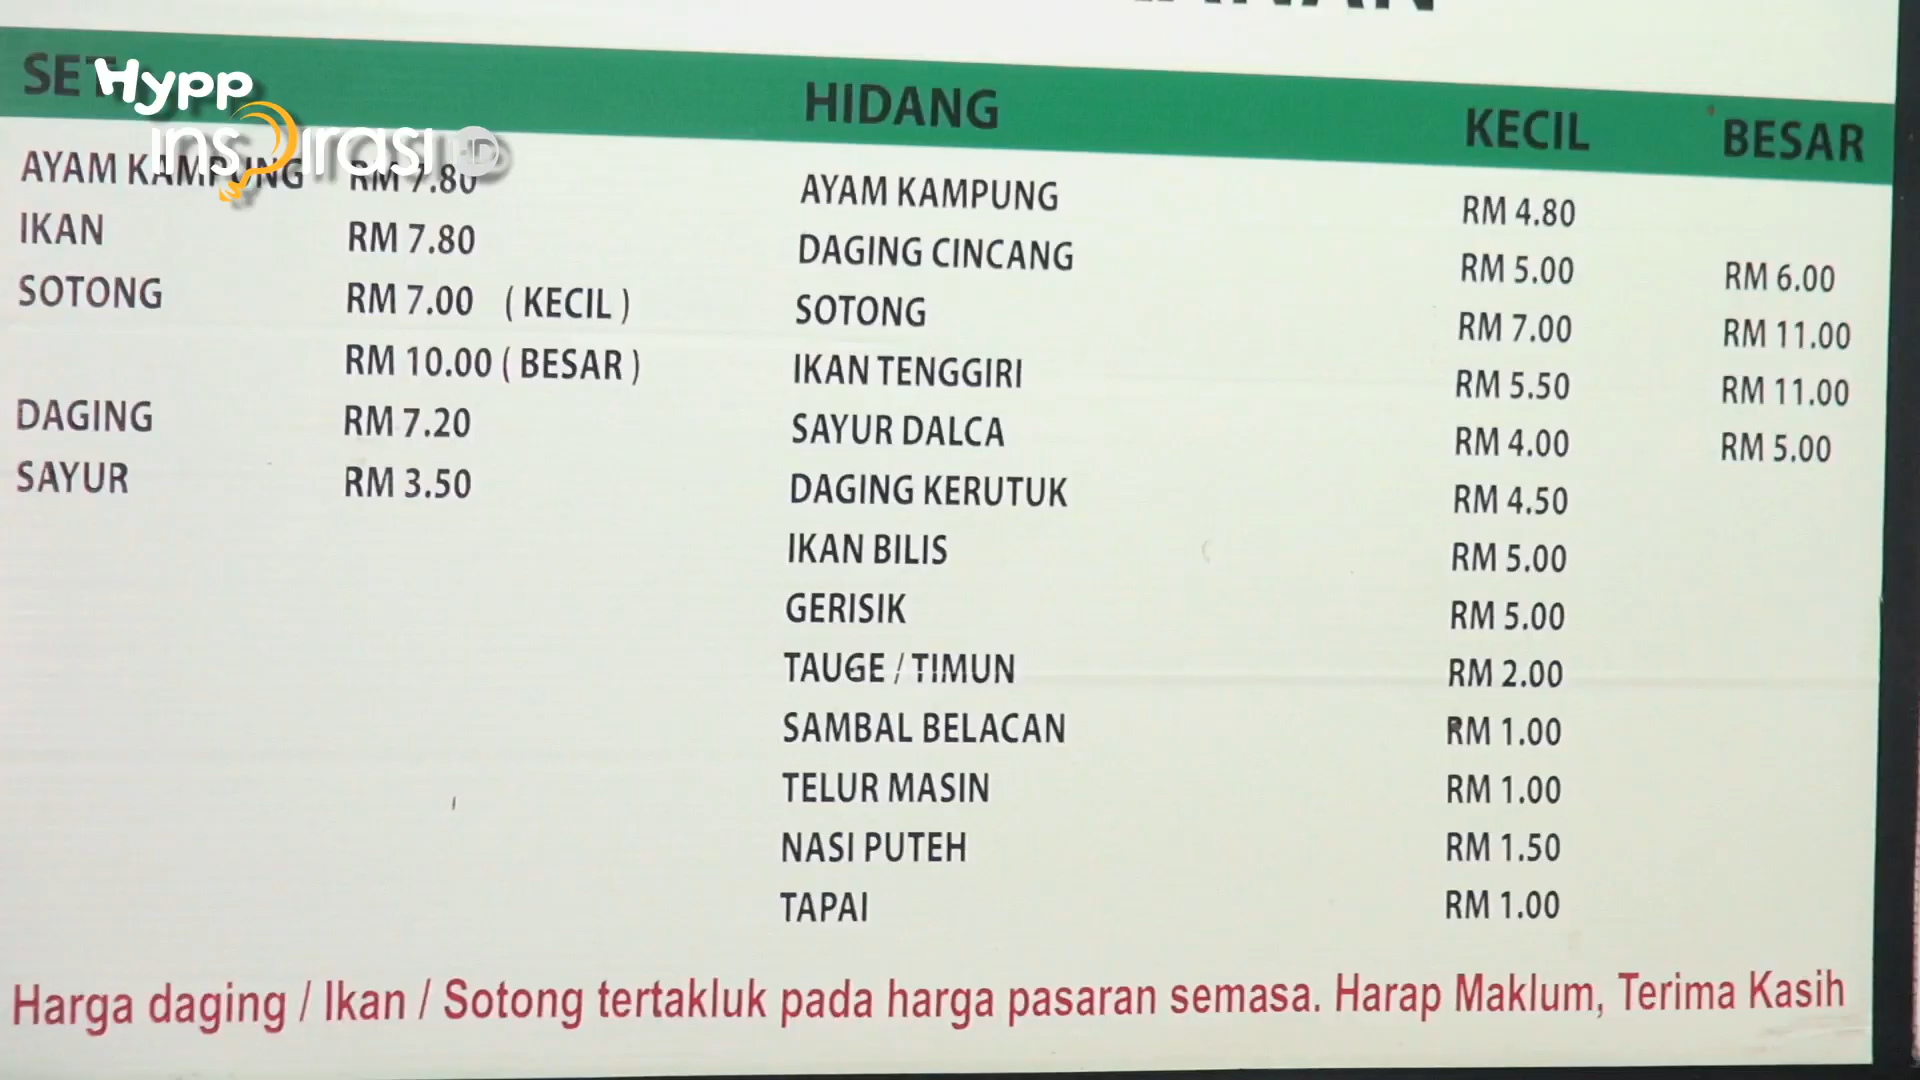 SET HIDANG KECIL BESAR
Hypp
inspirasi HD
AYAM KAMPUNG RM 7.80 AYAM KAMPUNG RM 4.80
IKAN RM 7.80 DAGING CINCANG RM 5.00 RM 6.00
SOTONG RM 7.00 ( KECIL ) SOTONG RM 7.00 RM 11.00
RM 10.00 ( BESAR ) IKAN TENGGIRI RM 5.50 RM 11.00
DAGING RM 7.20 SAYUR DALCA RM 4.00 RM 5.00
SAYUR RM 3.50 DAGING KERUTUK RM 4.50
IKAN BILIS RM 5.00
GERISIK RM 5.00
TAUGE / TIMUN RM 2.00
SAMBAL BELACAN RM 1.00
TELUR MASIN RM 1.00
NASI PUTEH RM 1.50
TAPAI RM 1.00
Harga daging / Ikan / Sotong tertakluk pada harga pasaran semasa. Harap Maklum, Terima Kasih